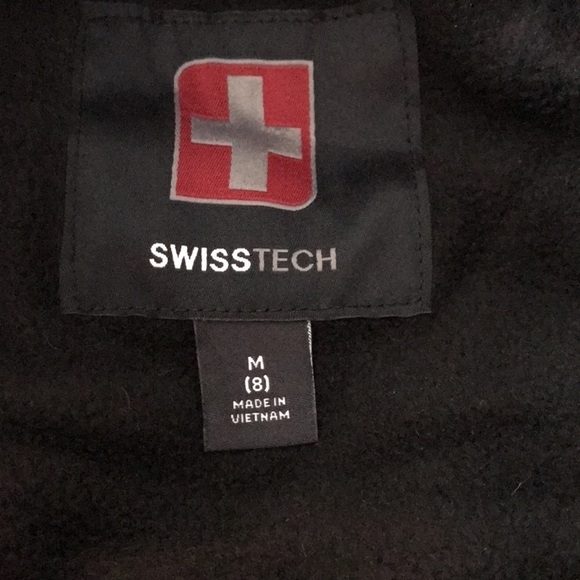 SWISSTECH
M
(8)
MADE IN
VIETNAM